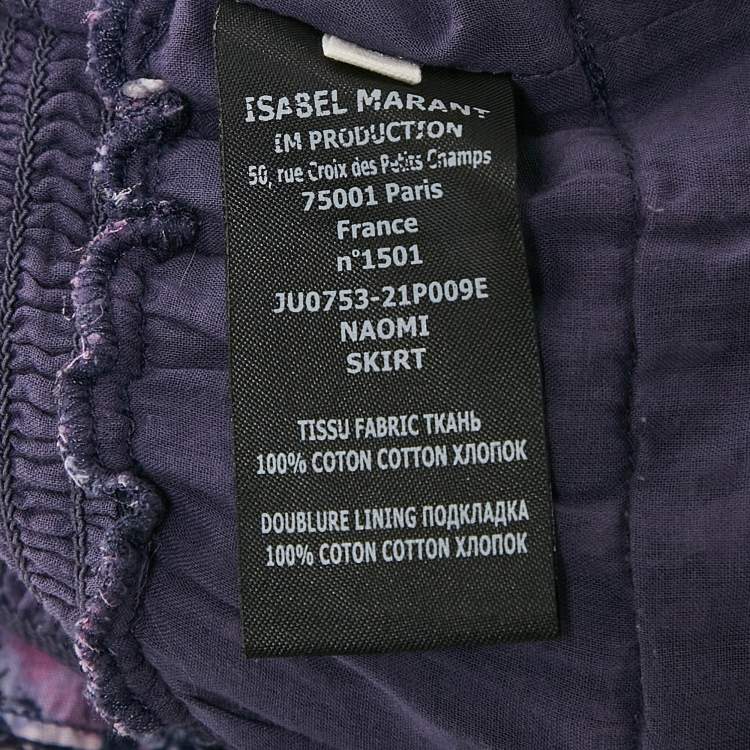 ISABEL MARANT
IM PRODUCTION
50, rue Croix des Petits Champs
75001 Paris
France
n°1501
JU0753-21P009E
NAOMI
SKIRT
TISSU FABRIC ТКАНЬ
100% COTON COTTON ХЛОПОК
DOUBLURE LINING ПОДКЛАДКА
100% COTON COTTON ХЛОПОК